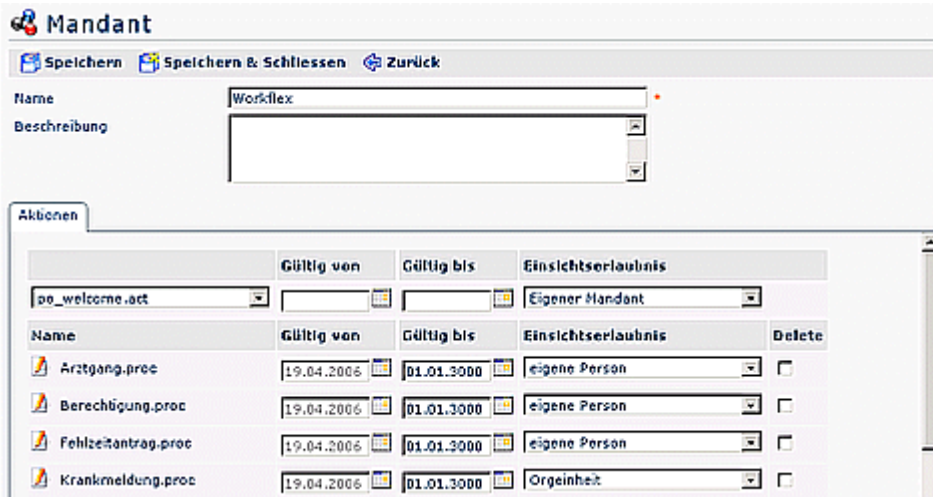 Mandant
Speichern Speichern & Schliessen Zurück
Name Workflex *
Beschreibung
Aktionen
Gültig von Gültig bis Einsichtserlaubnis
po_welcome.act Eigener Mandant
Name Gültig von Gültig bis Einsichtserlaubnis Delete
Arztgang.proc 19.04.2006 01.01.3000 eigene Person
Berechtigung.proc 19.04.2006 01.01.3000 eigene Person
Fehlzeitantrag.proc 19.04.2006 01.01.3000 eigene Person
Krankmeldung.proc 19.04.2006 01.01.3000 Orgeinheit